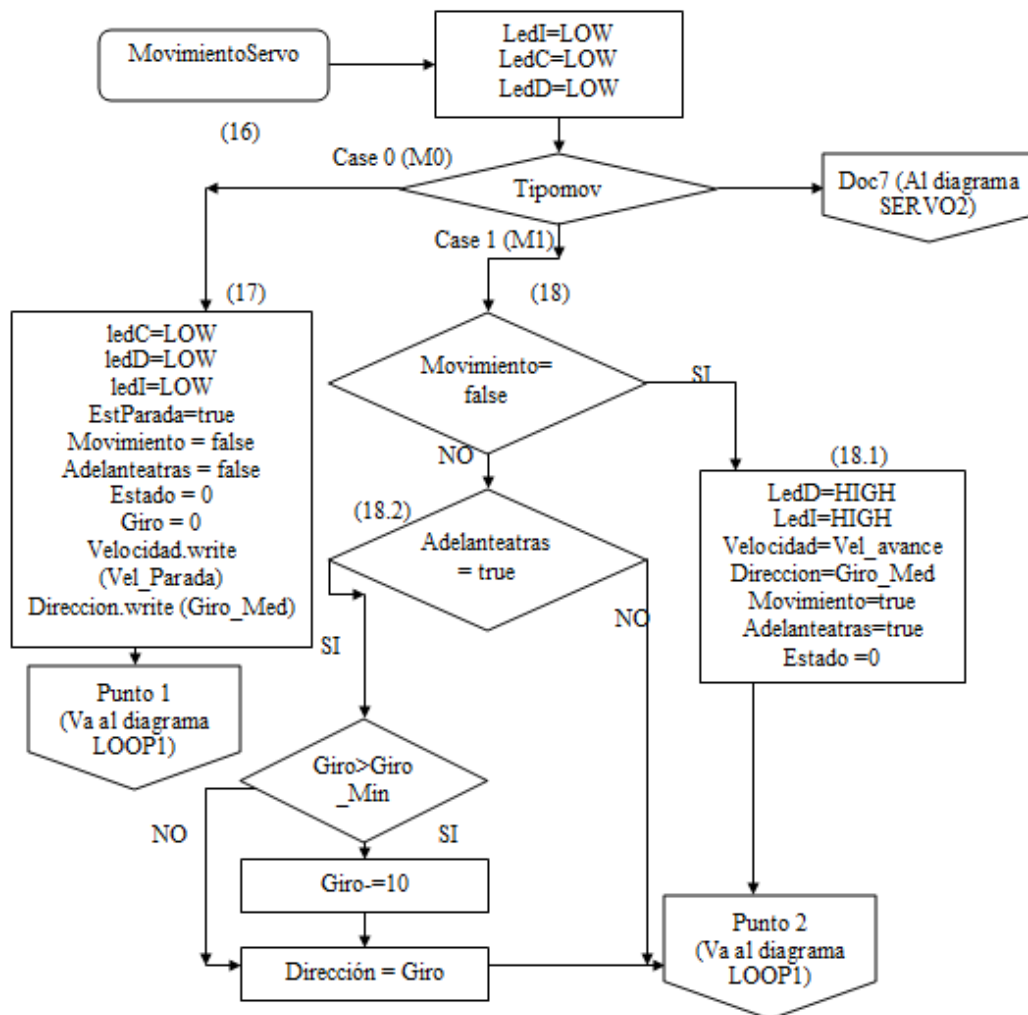 MovimientoServo
LedI=LOW
LedC=LOW
LedD=LOW
(16)
Case 0 (M0)
Tipomov
Doc7 (Al diagrama
SERVO2)
Case 1 (M1)
(17)
ledC=LOW
ledD=LOW
ledI=LOW
EstParada=true
Movimiento = false
Adelanteatras = false
Estado = 0
Giro = 0
Velocidad.write
(Vel_Parada)
Direccion.write (Giro_Med)
Punto 1
(Va al diagrama
LOOP1)
(18)
Movimiento=
false
SI
NO
(18.1)
LedD=HIGH
LedI=HIGH
Velocidad=Vel_avance
Direccion=Giro_Med
Movimiento=true
Adelanteatras=true
Estado =0
(18.2)
Adelanteatras
= true
SI
NO
Giro>Giro
_Min
NO
SI
Giro-=10
Dirección = Giro
Punto 2
(Va al diagrama
LOOP1)